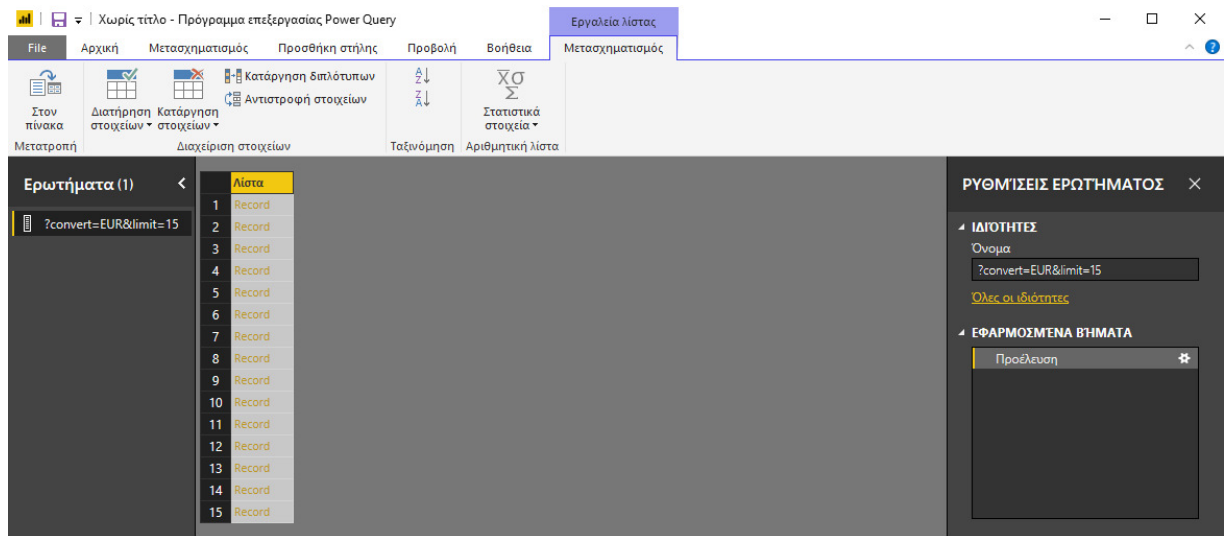 Χωρίς τίτλο - Πρόγραμμα επεξεργασίας Power Query
Εργαλεία λίστας
File Αρχική Μετασχηματισμός Προσθήκη στήλης Προβολή Βοήθεια Μετασχηματισμός
Στον πίνακα
Διατήρηση στοιχείων
Κατάργηση στοιχείων
Κατάργηση διπλότυπων
Αντιστροφή στοιχείων
Στατιστικά στοιχεία
Μετατροπή Διαχείριση στοιχείων Ταξινόμηση Αριθμητική λίστα
Ερωτήματα (1)
?convert=EUR&limit=15
Λίστα
1 Record
2 Record
3 Record
4 Record
5 Record
6 Record
7 Record
8 Record
9 Record
10 Record
11 Record
12 Record
13 Record
14 Record
15 Record
ΡΥΘΜΊΣΕΙΣ ΕΡΩΤΉΜΑΤΟΣ
ΙΔΙΌΤΗΤΕΣ
Όνομα
?convert=EUR&limit=15
Όλες οι ιδιότητες
ΕΦΑΡΜΟΣΜΈΝΑ ΒΉΜΑΤΑ
Προέλευση